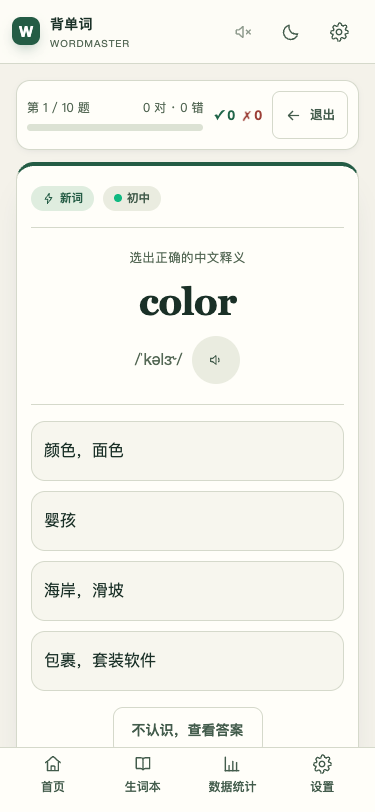 W
背单词
WORDMASTER
第 1 / 10 题
0 对 · 0 错
✓0 ✗0
← 退出
新词
初中
选出正确的中文释义
color
/ˈkəlɝ/
颜色，面色
婴孩
海岸，滑坡
包裹，套装软件
不认识，查看答案
首页
生词本
数据统计
设置